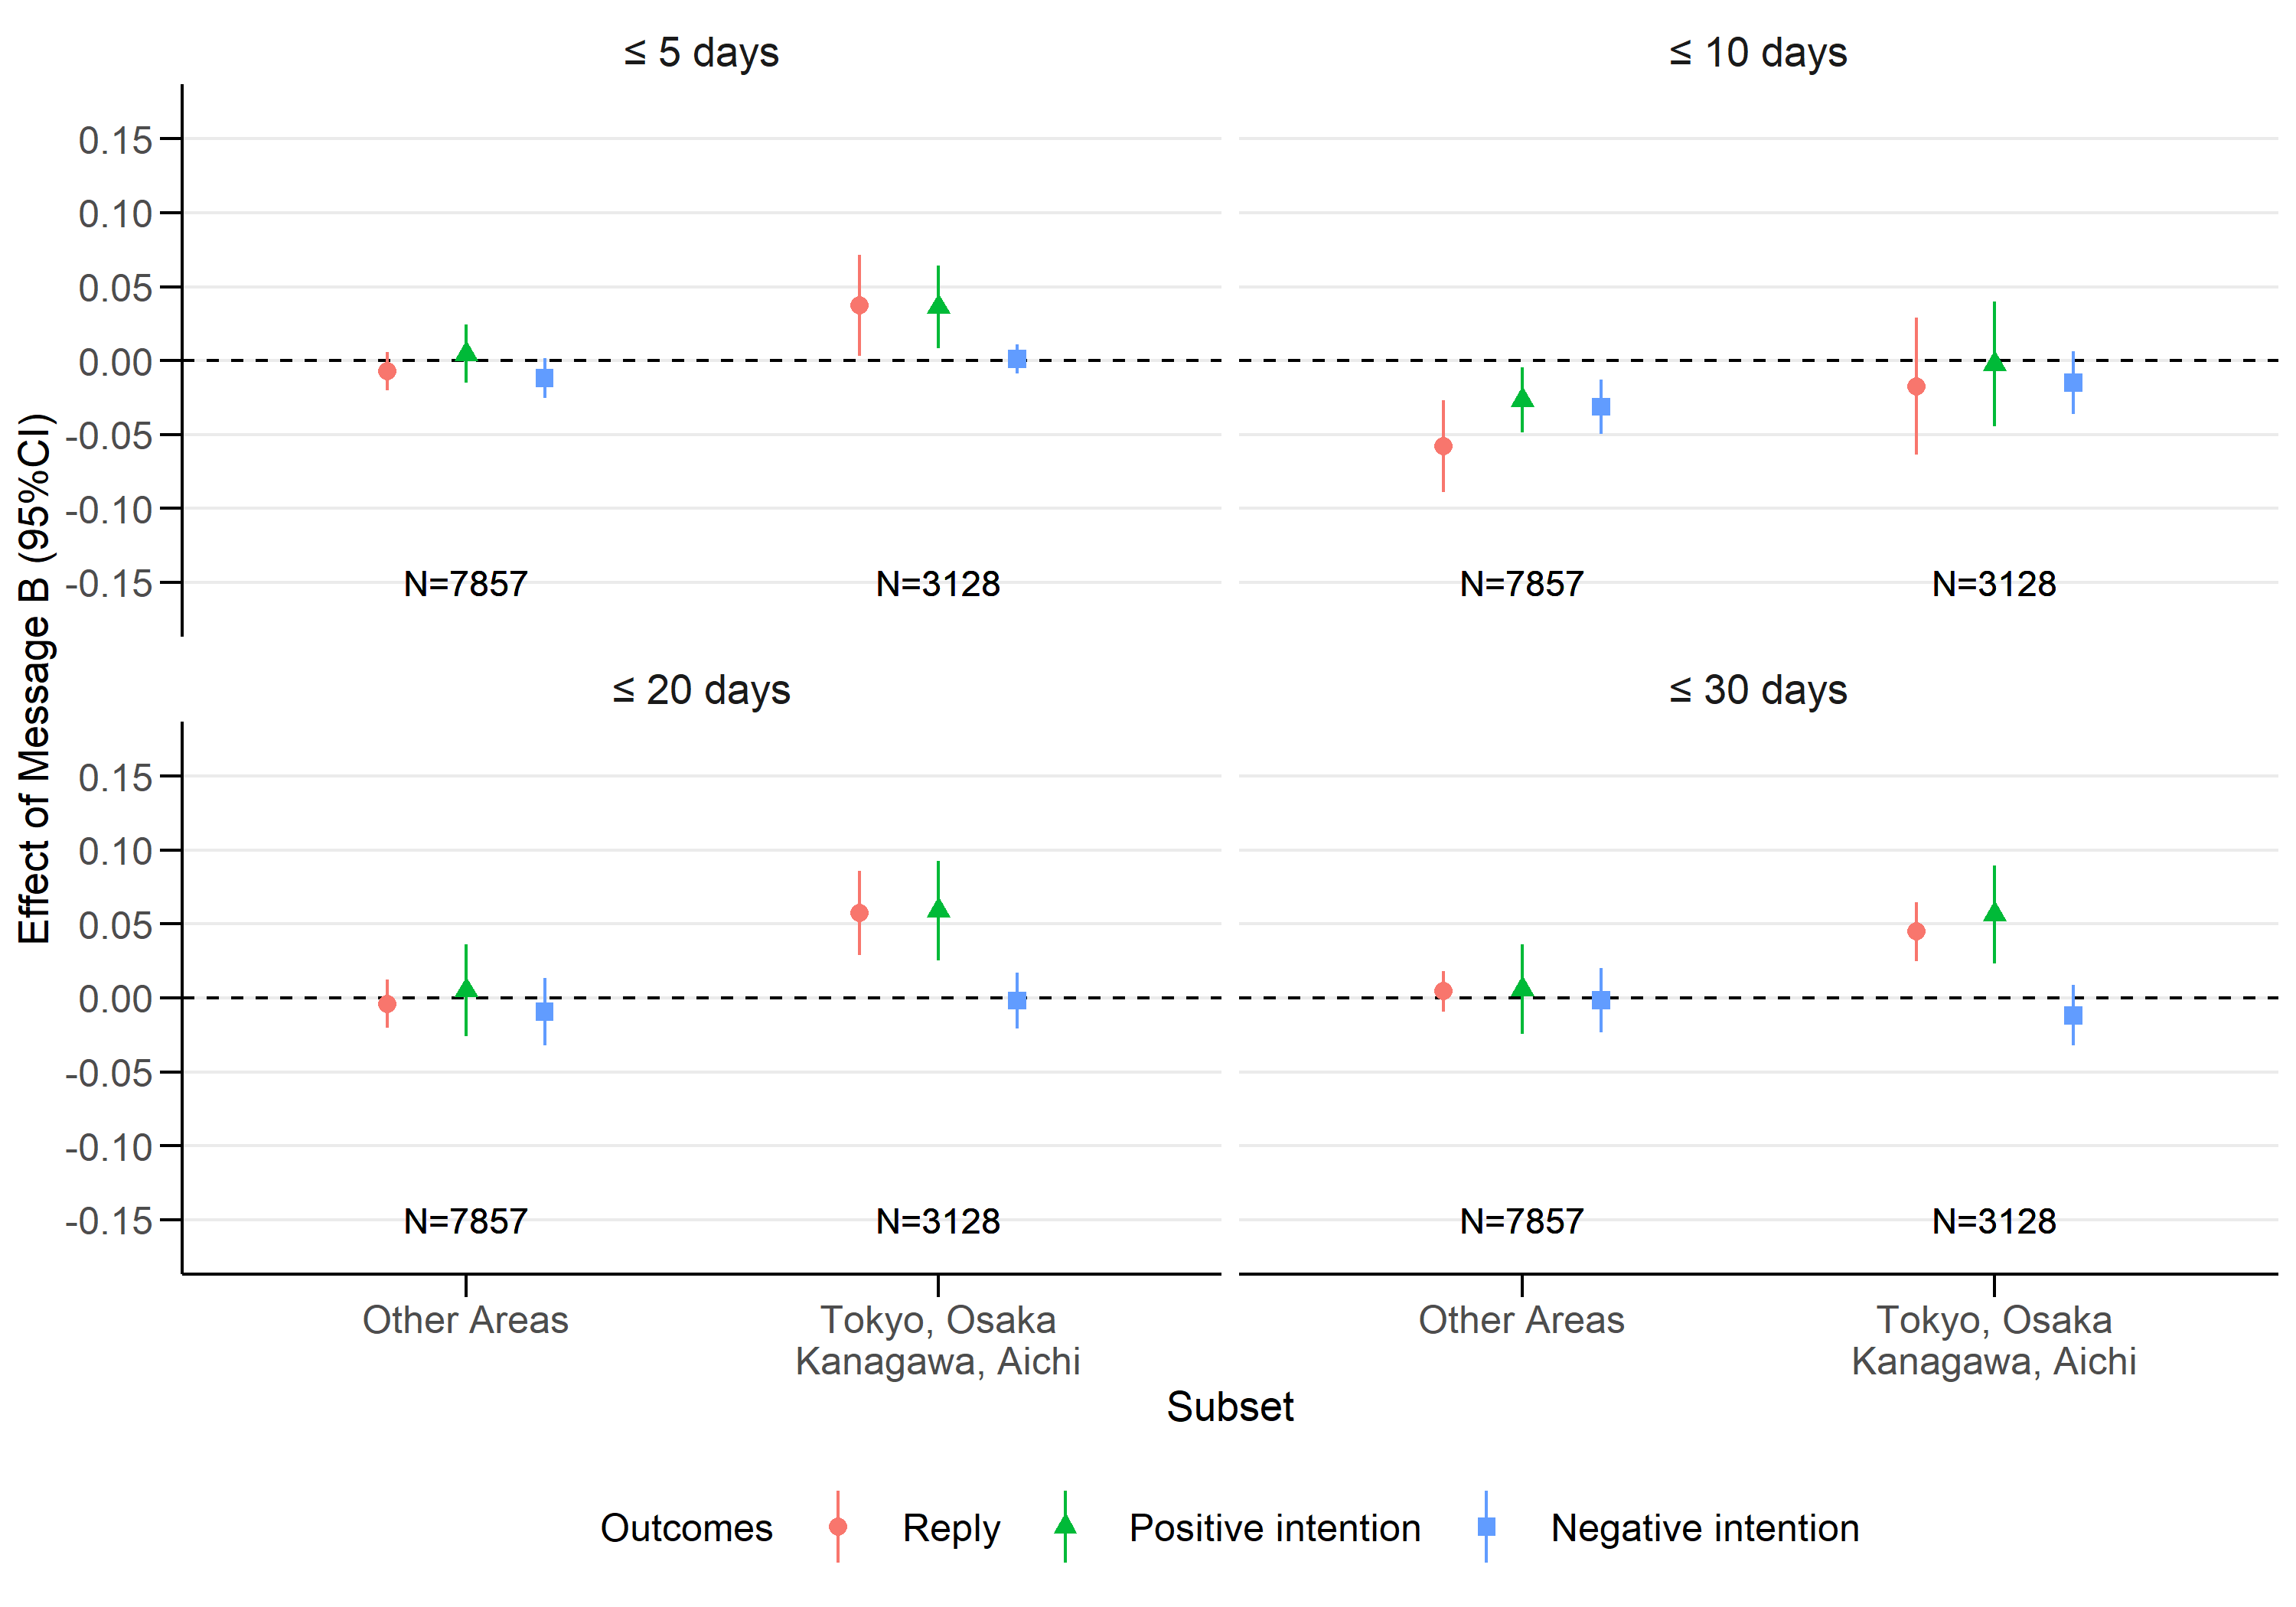 ≤ 5 days
≤ 10 days
0.15
0.10
0.05
0.00
-0.05
-0.10
-0.15
N=7857
N=3128
N=7857
N=3128
Effect of Message B (95%CI)
≤ 20 days
≤ 30 days
0.15
0.10
0.05
0.00
-0.05
-0.10
-0.15
N=7857
N=3128
N=7857
N=3128
Other Areas
Tokyo, Osaka
Kanagawa, Aichi
Other Areas
Tokyo, Osaka
Kanagawa, Aichi
Subset
Outcomes
Reply
Positive intention
Negative intention